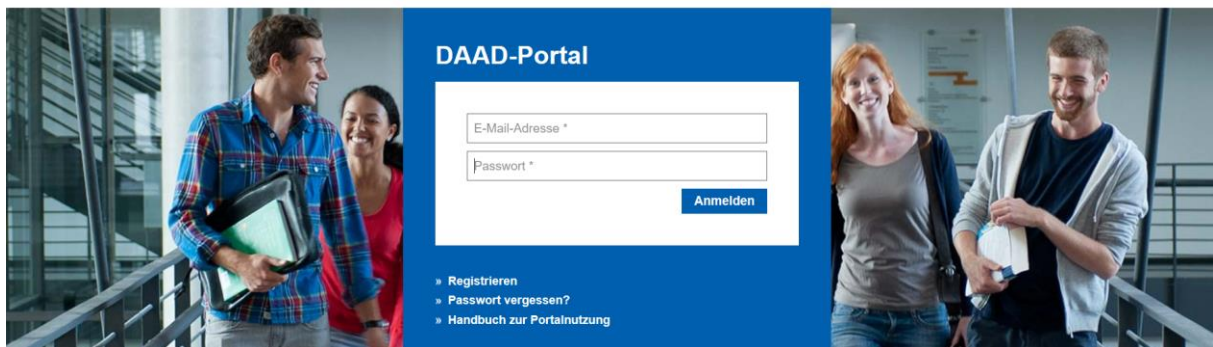 DAAD-Portal
E-Mail-Adresse *
Passwort *
Anmelden
» Registrieren
» Passwort vergessen?
» Handbuch zur Portalnutzung